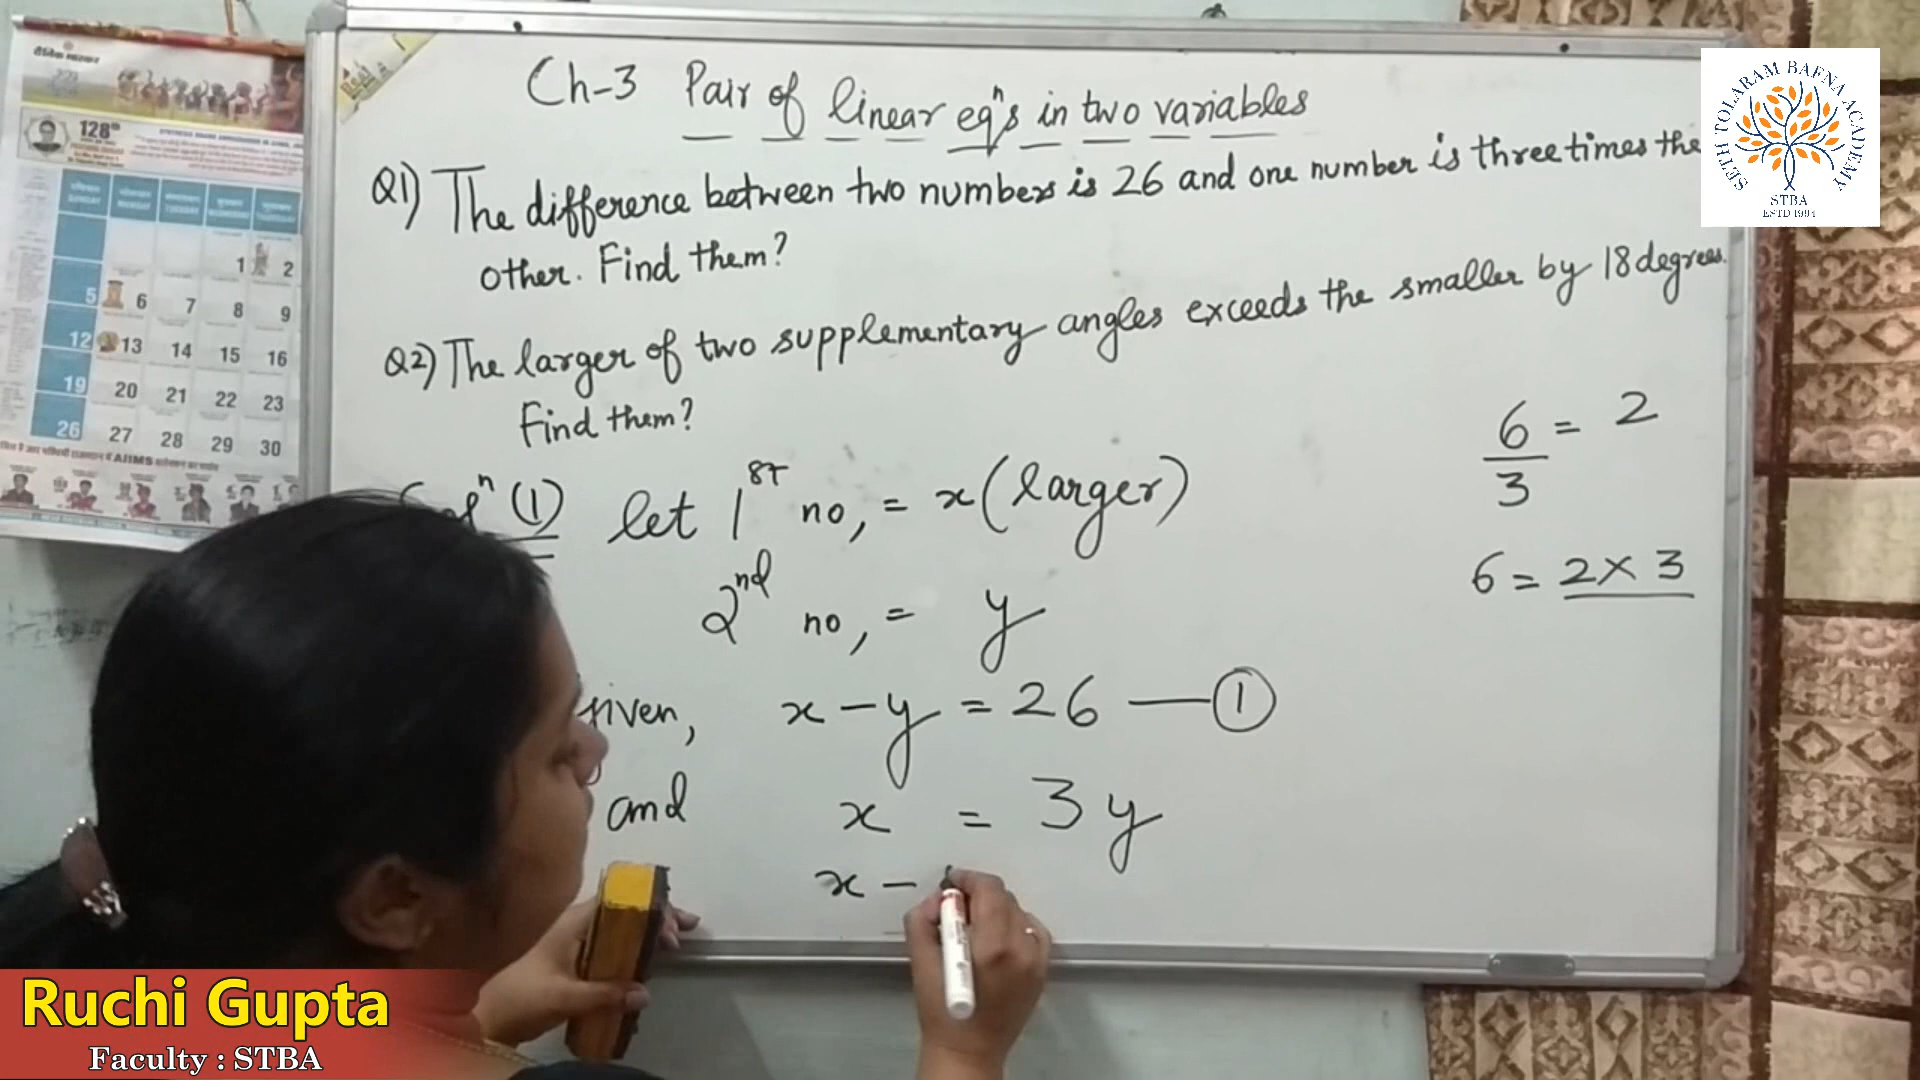 Ch-3 Pair of linear eqⁿs in two variables
Q1) The difference between two numbers is 26 and one number is three times the
other. Find them?
Q2) The larger of two supplementary angles exceeds the smaller by 18 degrees.
Find them?
6/3 = 2
6 = 2 x 3
(1) let 1st no, = x (larger)
2nd no, = y
x - y = 26 — ①
and x = 3y
x -
SETH TOLARAM BAFNA ACADEMY
STBA
ESTD 1994
128th
SUNDAY
1 2
5 6 7 8 9
12 13 14 15 16
19 20 21 22 23
26 27 28 29 30
Ruchi Gupta
Faculty : STBA